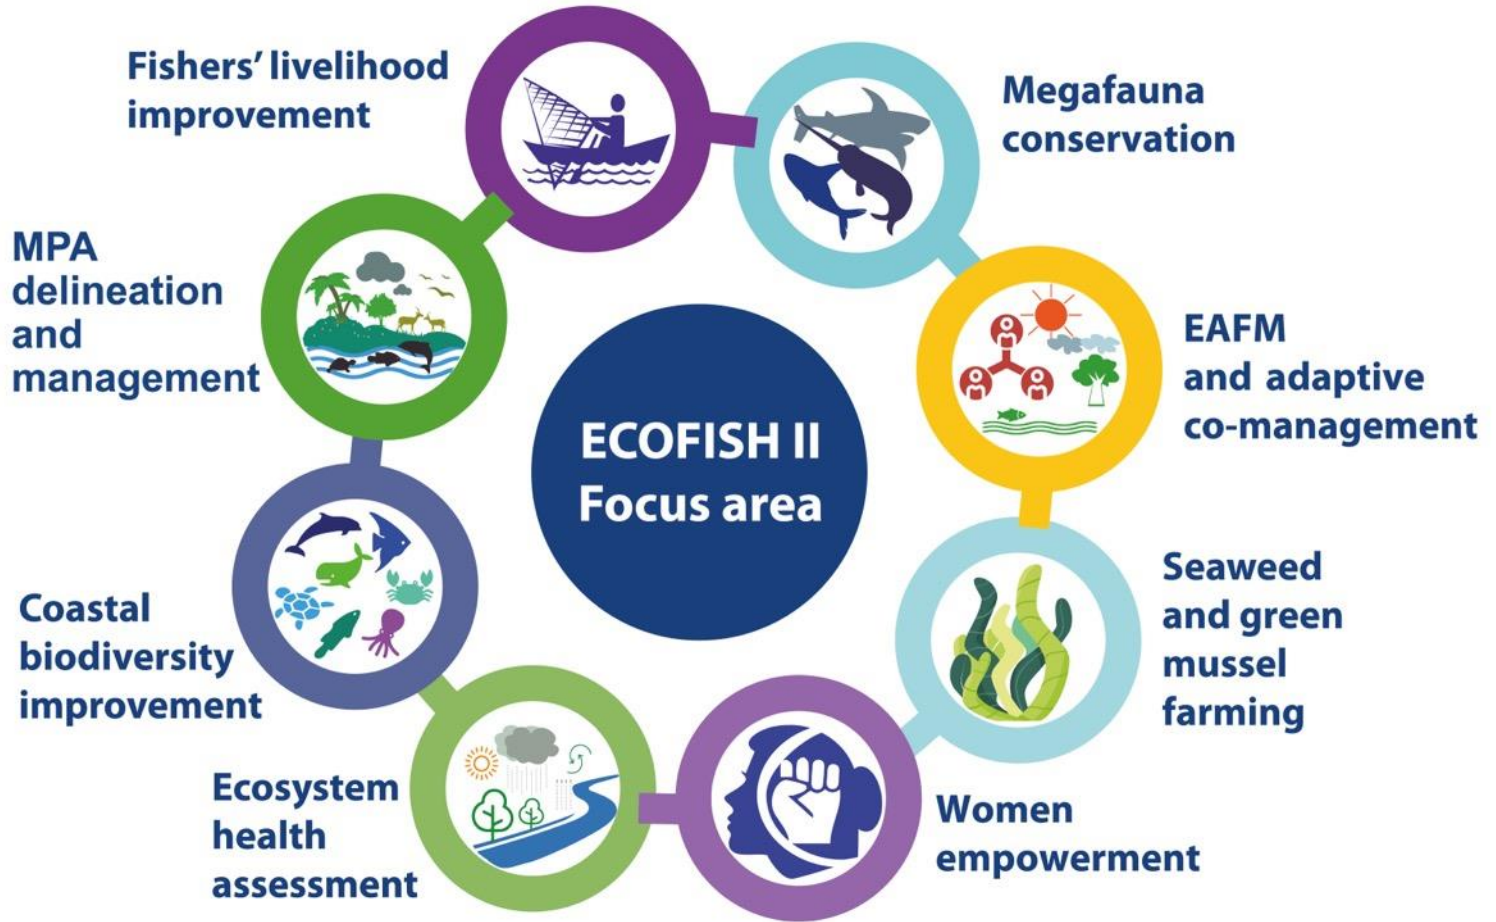 Fishers’ livelihood
improvement
Megafauna
conservation
MPA
delineation
and
management
EAFM
and adaptive
co-management
ECOFISH II
Focus area
Coastal
biodiversity
improvement
Seaweed
and green
mussel
farming
Ecosystem
health
assessment
Women
empowerment